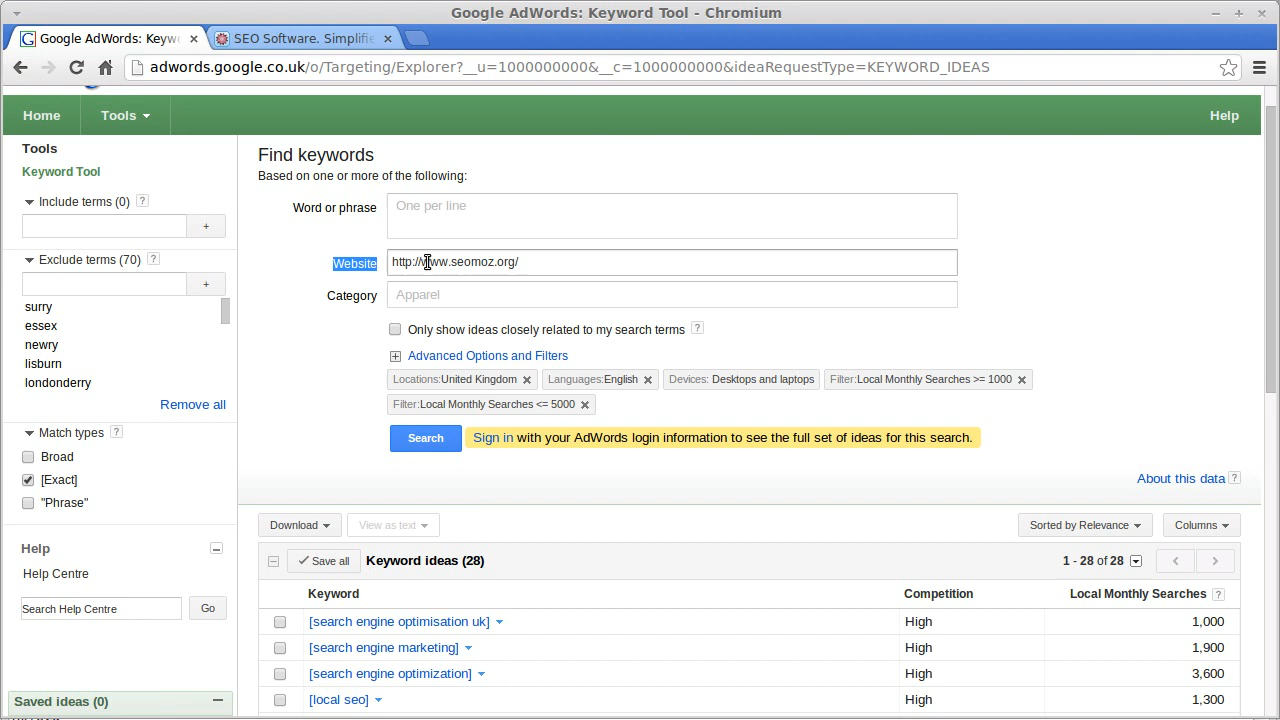 Google AdWords: Keyword Tool - Chromium
Google AdWords: Keyw
SEO Software. Simplifie
adwords.google.co.uk/o/Targeting/Explorer?__u=1000000000&__c=1000000000&ideaRequestType=KEYWORD_IDEAS
Home Tools Help
Tools
Keyword Tool
Include terms (0) ?
+
Exclude terms (70) ?
+
surry
essex
newry
lisburn
londonderry
Remove all
Match types ?
Broad
[Exact]
"Phrase"
Help
Help Centre
Search Help Centre Go
Saved ideas (0)
Find keywords
Based on one or more of the following:
Word or phrase One per line
Website http://www.seomoz.org/
Category Apparel
Only show ideas closely related to my search terms ?
Advanced Options and Filters
Locations:United Kingdom Languages:English Devices: Desktops and laptops Filter:Local Monthly Searches >= 1000
Filter:Local Monthly Searches <= 5000
Search Sign in with your AdWords login information to see the full set of ideas for this search.
About this data ?
Download View as text Sorted by Relevance Columns
Save all Keyword ideas (28) 1 - 28 of 28
Keyword Competition Local Monthly Searches ?
[search engine optimisation uk] High 1,000
[search engine marketing] High 1,900
[search engine optimization] High 3,600
[local seo] High 1,300